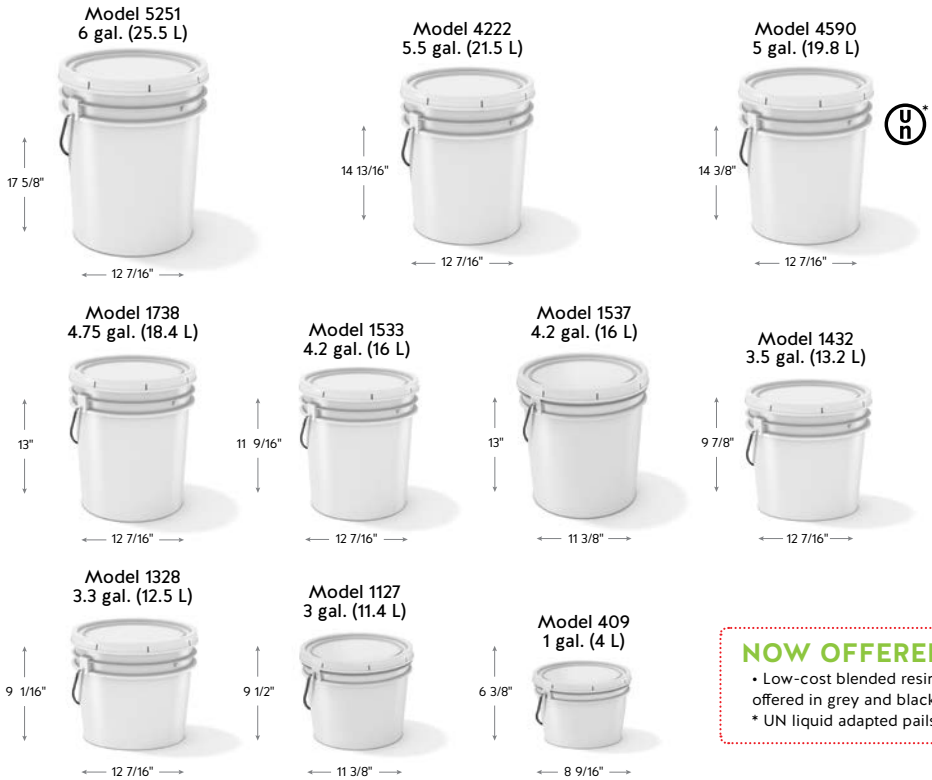 Model 5251
6 gal. (25.5 L)
17 5/8"
12 7/16"
Model 4222
5.5 gal. (21.5 L)
14 13/16"
12 7/16"
Model 4590
5 gal. (19.8 L)
un*
14 3/8"
12 7/16"
Model 1738
4.75 gal. (18.4 L)
13"
12 7/16"
Model 1533
4.2 gal. (16 L)
11 9/16"
12 7/16"
Model 1537
4.2 gal. (16 L)
13"
11 3/8"
Model 1432
3.5 gal. (13.2 L)
9 7/8"
12 7/16"
Model 1328
3.3 gal. (12.5 L)
9 1/16"
12 7/16"
Model 1127
3 gal. (11.4 L)
9 1/2"
11 3/8"
Model 409
1 gal. (4 L)
6 3/8"
8 9/16"
NOW OFFERE
• Low-cost blended resin
offered in grey and black
* UN liquid adapted pails